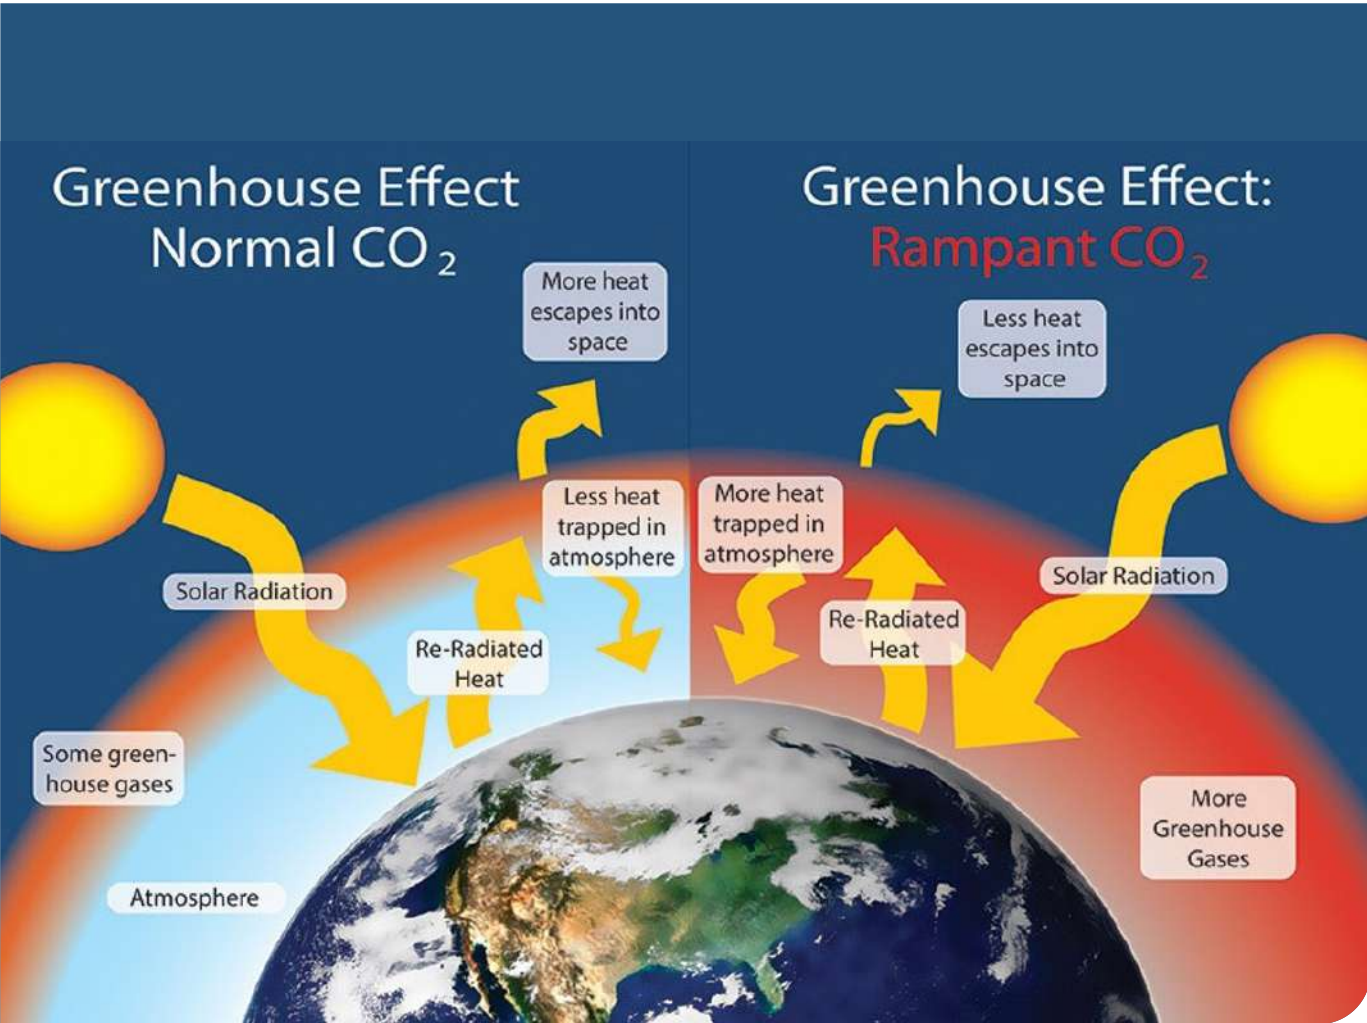 Greenhouse Effect
Normal CO₂
More heat
escapes into
space
Less heat
trapped in
atmosphere
Solar Radiation
Re-Radiated
Heat
Some green-
house gases
Atmosphere
Greenhouse Effect:
Rampant CO₂
Less heat
escapes into
space
More heat
trapped in
atmosphere
Re-Radiated
Heat
Solar Radiation
More
Greenhouse
Gases